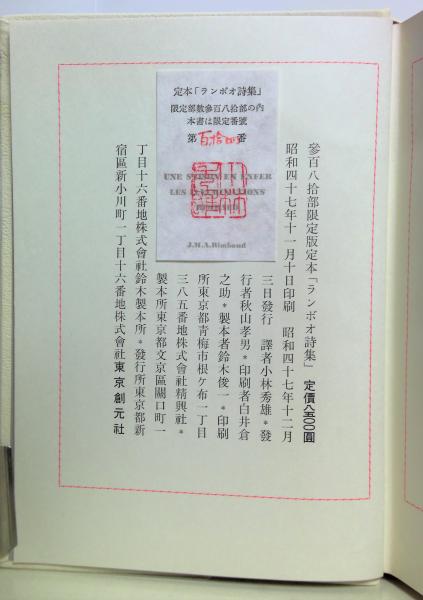 定本「ランボオ詩集」
限定部数參百八拾部の內
本書は限定番號
第百拾四番
UNE SAISON EN ENFER
LES ILLUMINATIONS
J.M.A.Rimbaud
參百八拾部限定版定本「ランボオ詩集」 定價八五〇〇圓
昭和四十七年十一月十日印刷 昭和四十七年十二月
三日發行 譯者小林秀雄*發
行者秋山孝男*印刷者白井倉
之助*製本者鈴木俊一*印刷
所東京都青梅市根ケ布一丁目
三八五番地株式會社精興社*
製本所東京都文京區關口町一
丁目十六番地株式會社鈴木製本所*發行所東京都新
宿區新小川町一丁目十六番地株式會社東京創元社